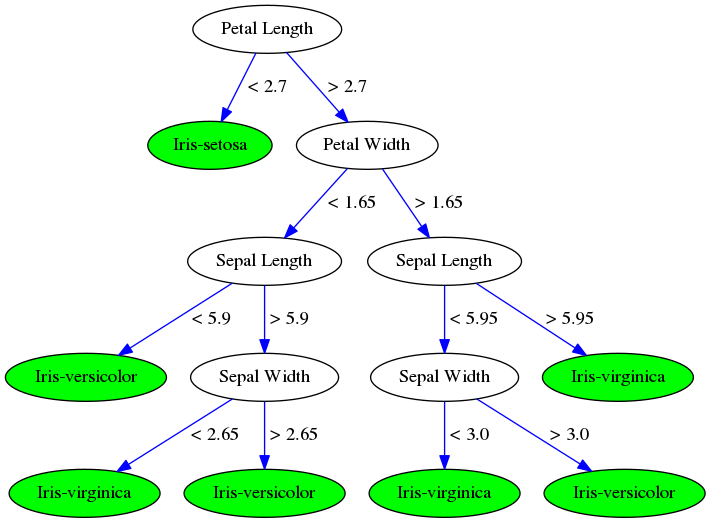 Petal Length
< 2.7
> 2.7
Iris-setosa
Petal Width
< 1.65
> 1.65
Sepal Length
Sepal Length
< 5.9
> 5.9
< 5.95
> 5.95
Iris-versicolor
Sepal Width
Sepal Width
Iris-virginica
< 2.65
> 2.65
< 3.0
> 3.0
Iris-virginica
Iris-versicolor
Iris-virginica
Iris-versicolor